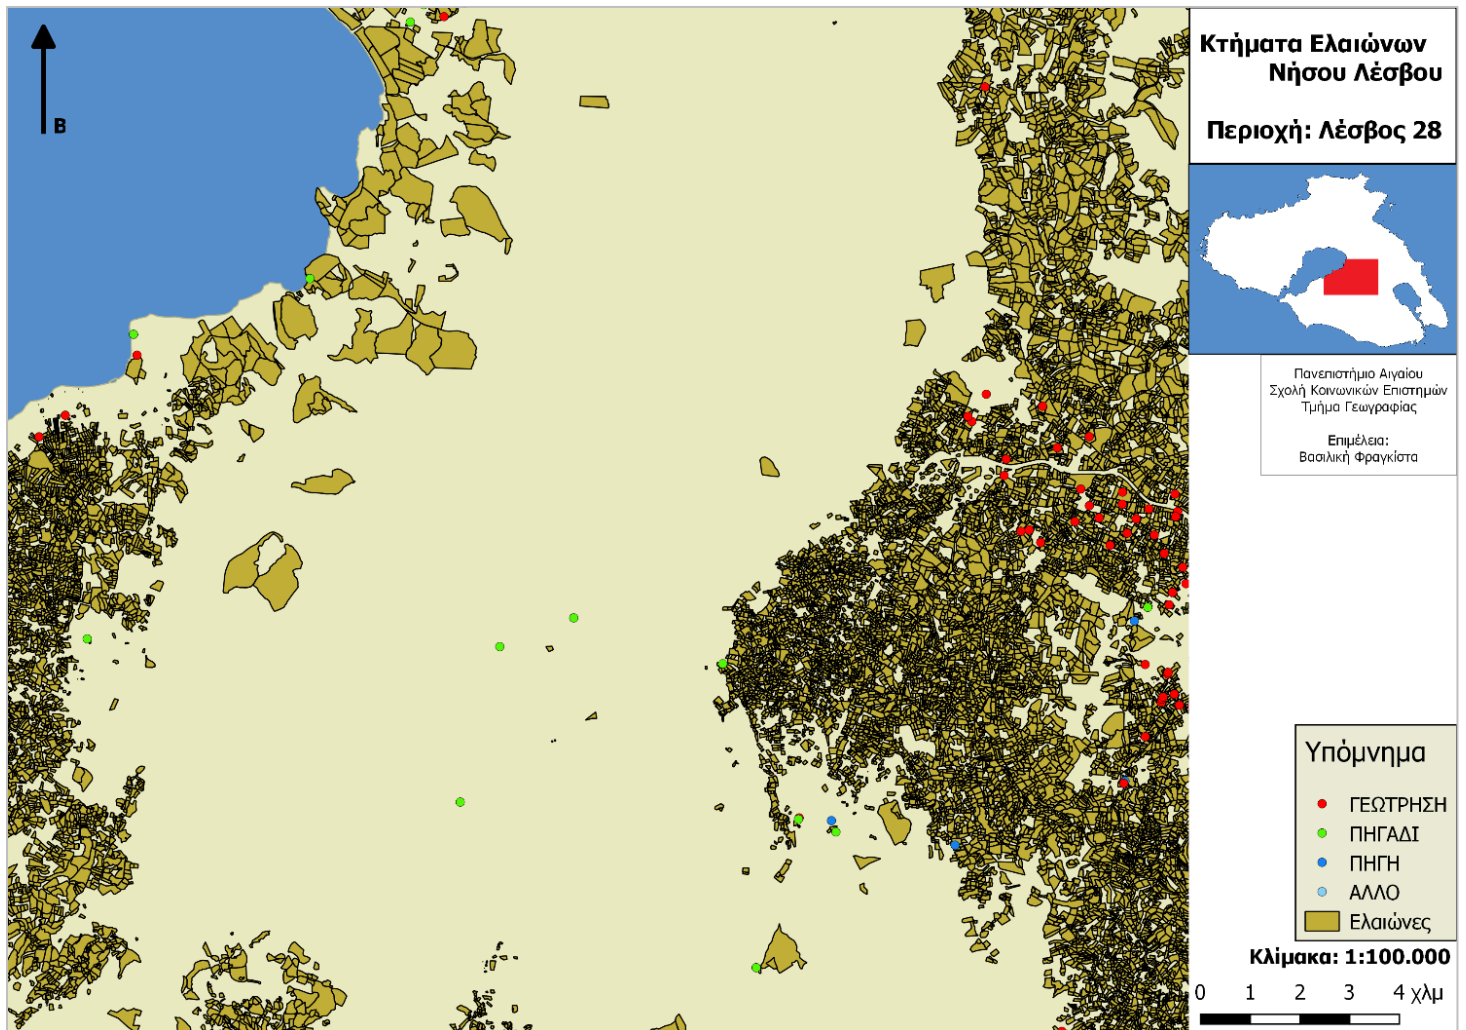 Κτήματα Ελαιώνων
Νήσου Λέσβου
Περιοχή: Λέσβος 28
Β
Πανεπιστήμιο Αιγαίου
Σχολή Κοινωνικών Επιστημών
Τμήμα Γεωγραφίας
Επιμέλεια:
Βασιλική Φραγκίστα
Υπόμνημα
ΓΕΩΤΡΗΣΗ
ΠΗΓΑΔΙ
ΠΗΓΗ
ΑΛΛΟ
Ελαιώνες
Κλίμακα: 1:100.000
0 1 2 3 4 χλμ